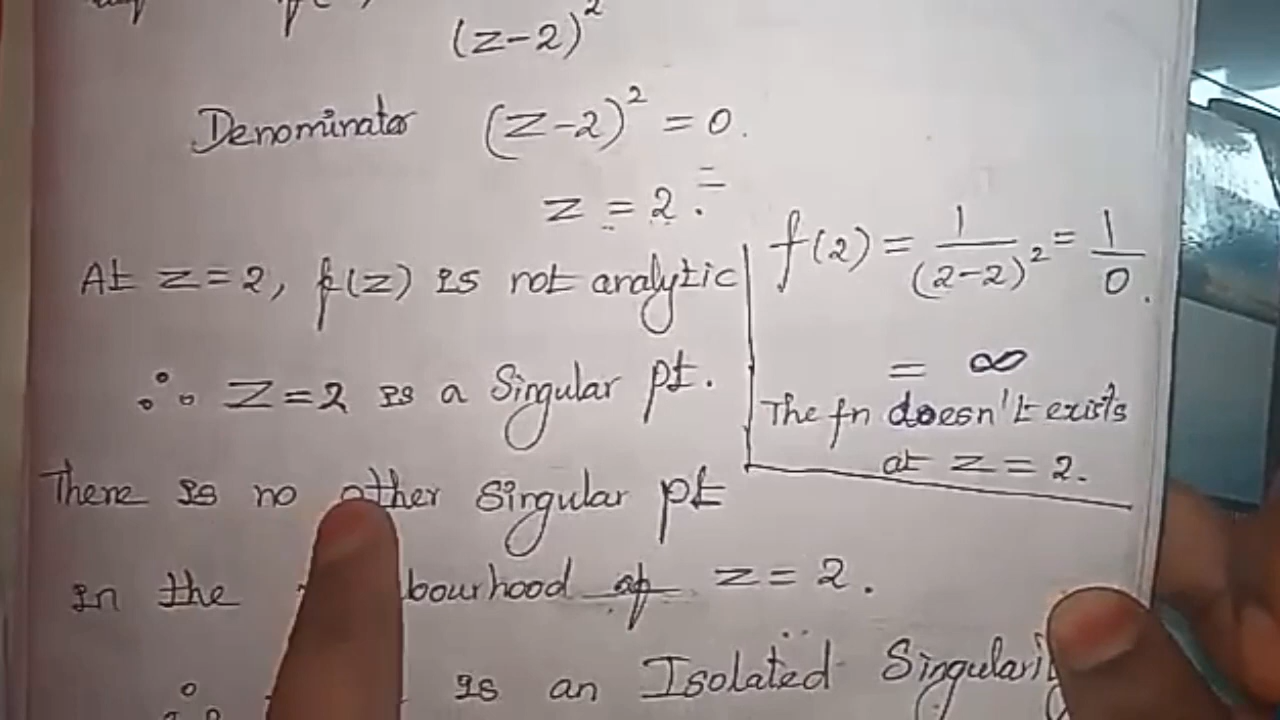 (z-2)²
Denominator (z-2)² = 0.
z = 2.
At z=2, f(z) is not analytic
∴ z=2 is a Singular pt.
There is no other singular pt
in the bourhood of z=2.
is an Isolated Singulari
f(2) = 1/(2-2)² = 1/0.
= ∞
The fn doesn't exists
at z=2.